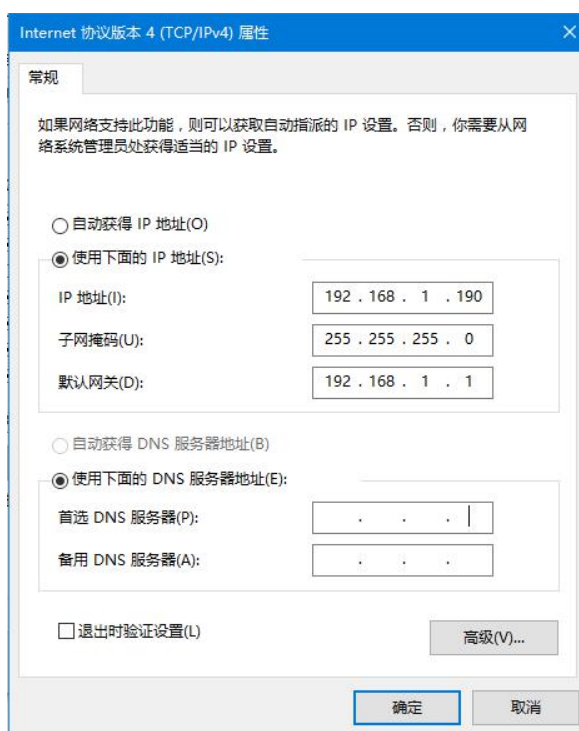 Internet 协议版本 4 (TCP/IPv4) 属性
常规
如果网络支持此功能，则可以获取自动指派的 IP 设置。否则，你需要从网
络系统管理员处获得适当的 IP 设置。
自动获得 IP 地址(O)
使用下面的 IP 地址(S):
IP 地址(I): 192 . 168 . 1 . 190
子网掩码(U): 255 . 255 . 255 . 0
默认网关(D): 192 . 168 . 1 . 1
自动获得 DNS 服务器地址(B)
使用下面的 DNS 服务器地址(E):
首选 DNS 服务器(P): . . .
备用 DNS 服务器(A): . . .
退出时验证设置(L)
高级(V)...
确定 取消